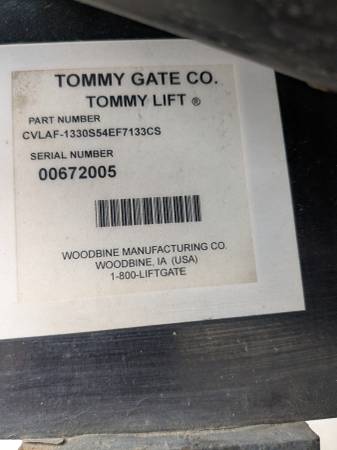 TOMMY GATE CO.
TOMMY LIFT ®
PART NUMBER
CVLAF-1330S54EF7133CS
SERIAL NUMBER
00672005
WOODBINE MANUFACTURING CO.
WOODBINE, IA (USA)
1-800-LIFTGATE